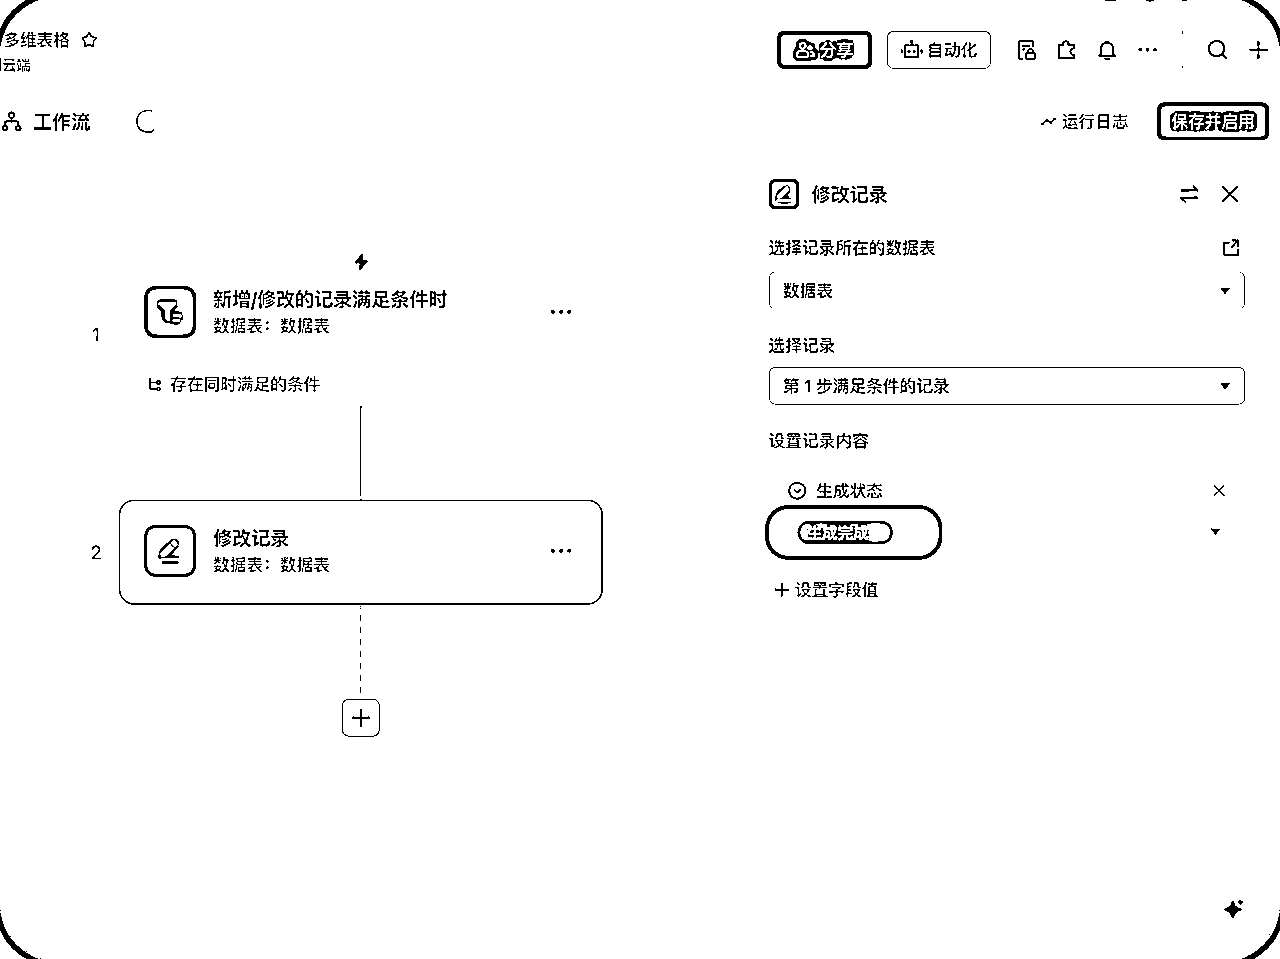 多维表格
云端
分享
自动化
工作流
运行日志
保存并启用
修改记录
选择记录所在的数据表
数据表
选择记录
第 1 步满足条件的记录
设置记录内容
生成状态
生成完成
设置字段值
1
新增/修改的记录满足条件时
数据表：数据表
存在同时满足的条件
2
修改记录
数据表：数据表